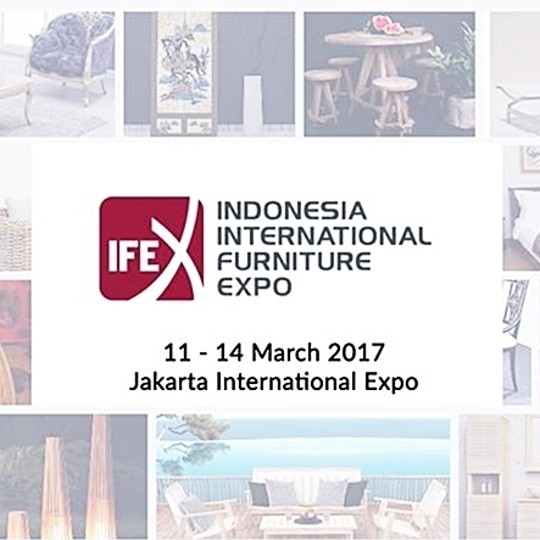 IFEX
INDONESIA
INTERNATIONAL
FURNITURE
EXPO
11 - 14 March 2017
Jakarta International Expo